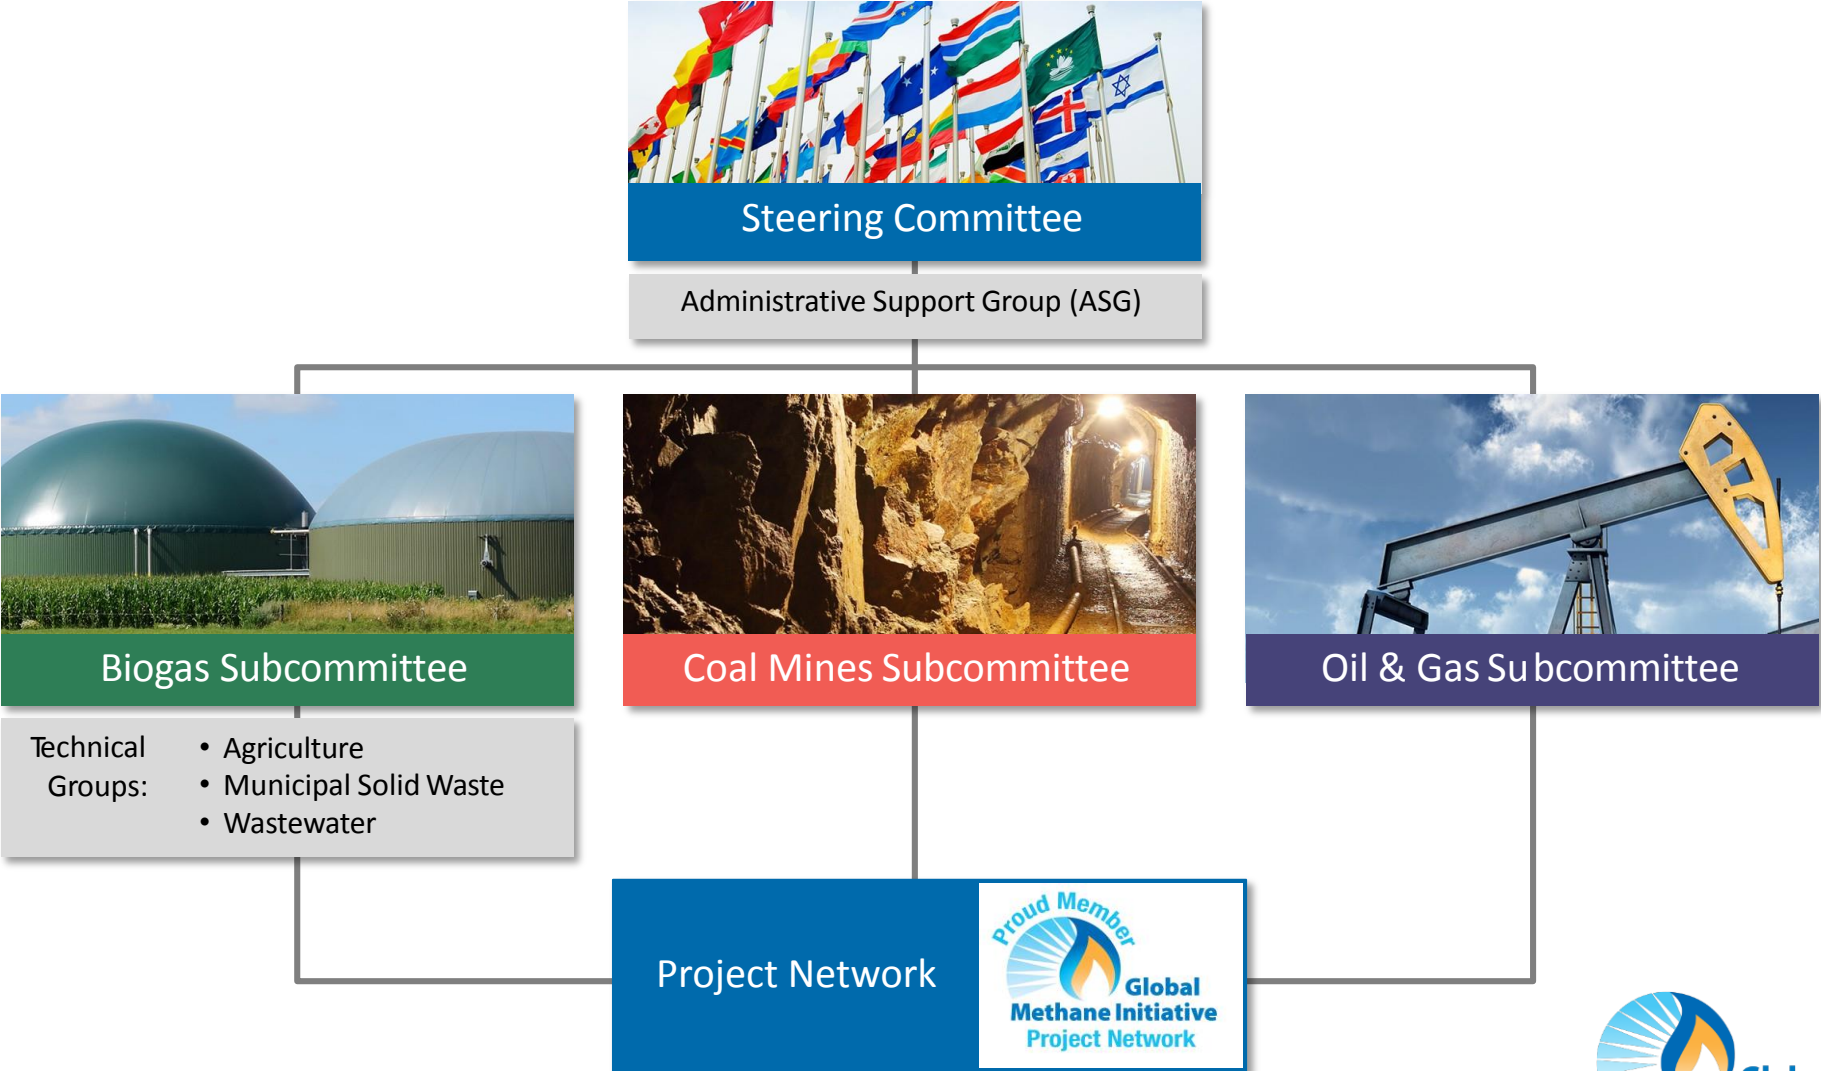 Steering Committee
Administrative Support Group (ASG)
Biogas Subcommittee
Coal Mines Subcommittee
Oil & Gas Subcommittee
Technical
Groups:
• Agriculture
• Municipal Solid Waste
• Wastewater
Project Network
Proud Member
Global
Methane Initiative
Project Network